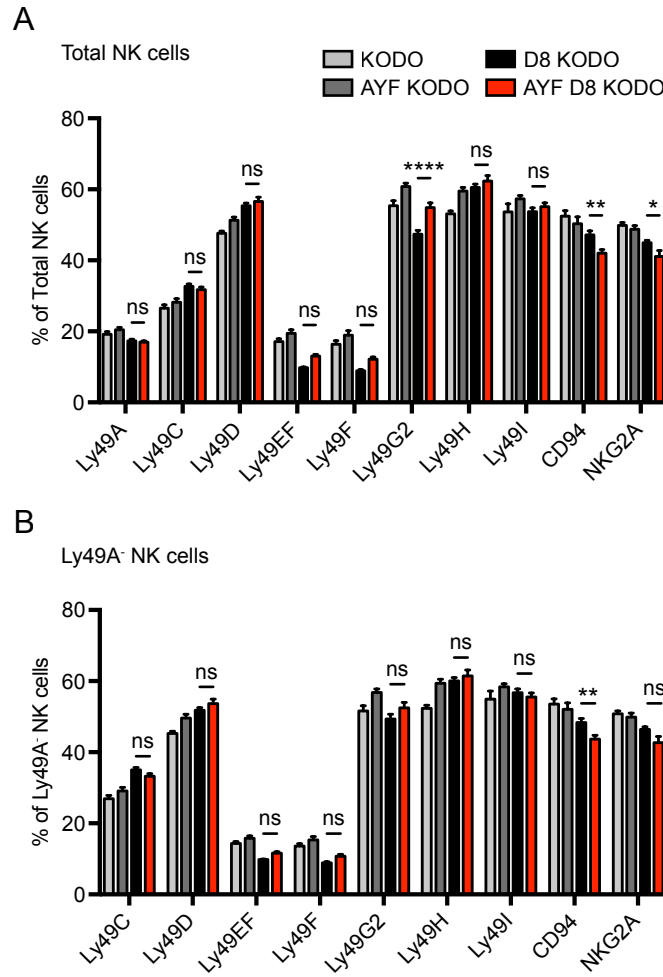 A
Total NK cells
KODO
D8 KODO
AYF KODO
AYF D8 KODO
% of Total NK cells
80
60
40
20
0
ns
ns
ns
ns
ns
****
ns
ns
**
*
Ly49A
Ly49C
Ly49D
Ly49EF
Ly49F
Ly49G2
Ly49H
Ly49I
CD94
NKG2A
B
Ly49A- NK cells
% of Ly49A- NK cells
80
60
40
20
0
ns
ns
ns
ns
ns
ns
ns
**
ns
Ly49C
Ly49D
Ly49EF
Ly49F
Ly49G2
Ly49H
Ly49I
CD94
NKG2A